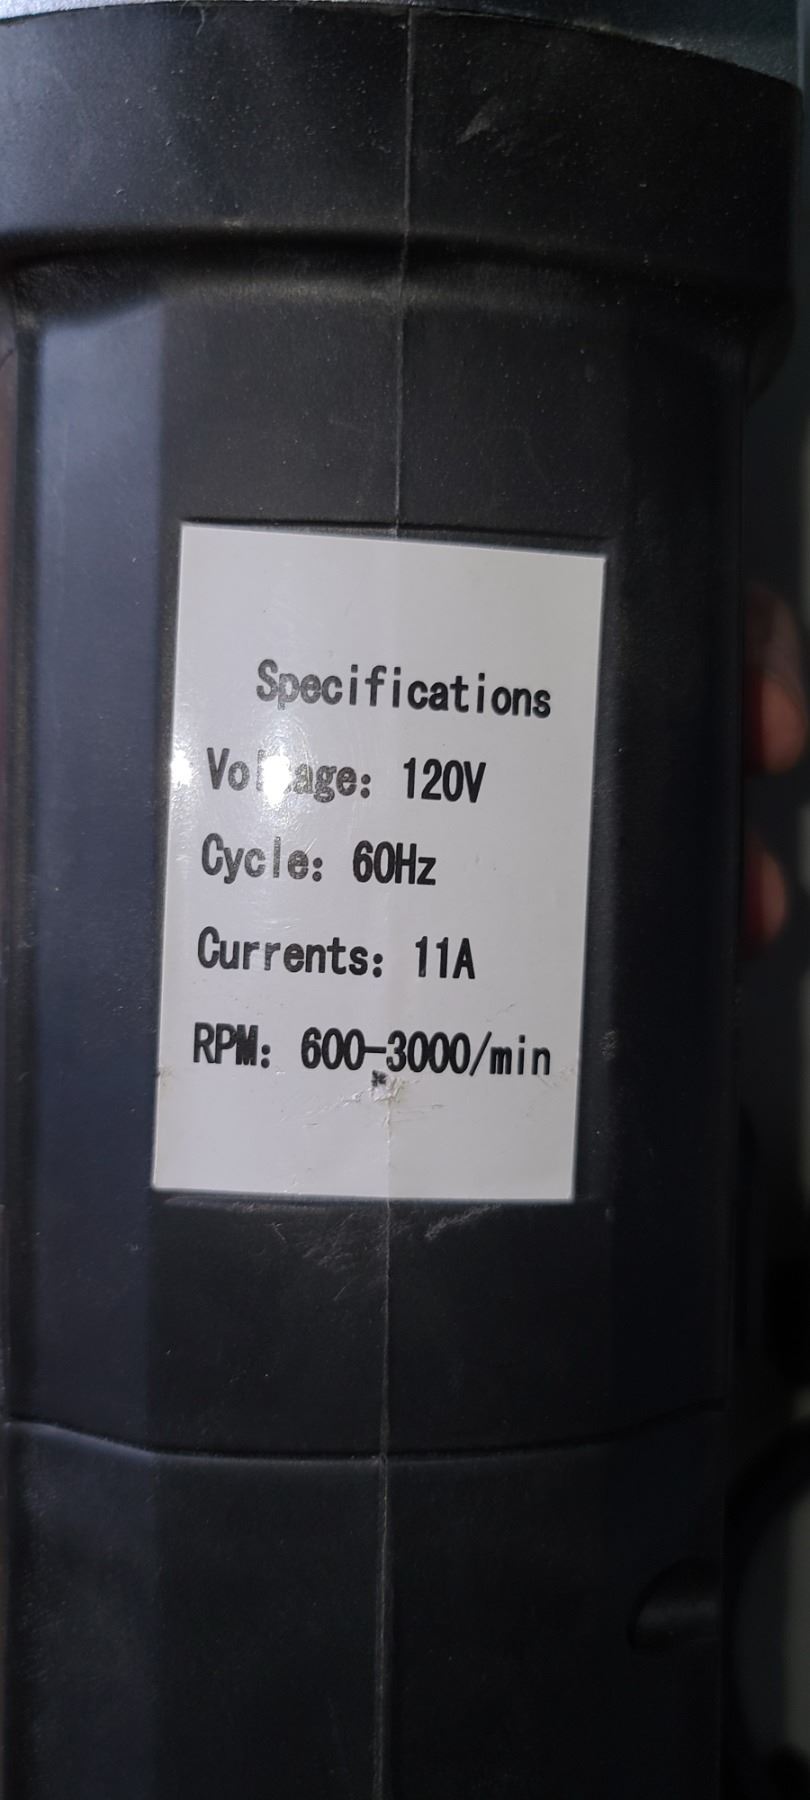 Specifications
Voltage: 120V
Cycle: 60Hz
Currents: 11A
RPM: 600-3000/min